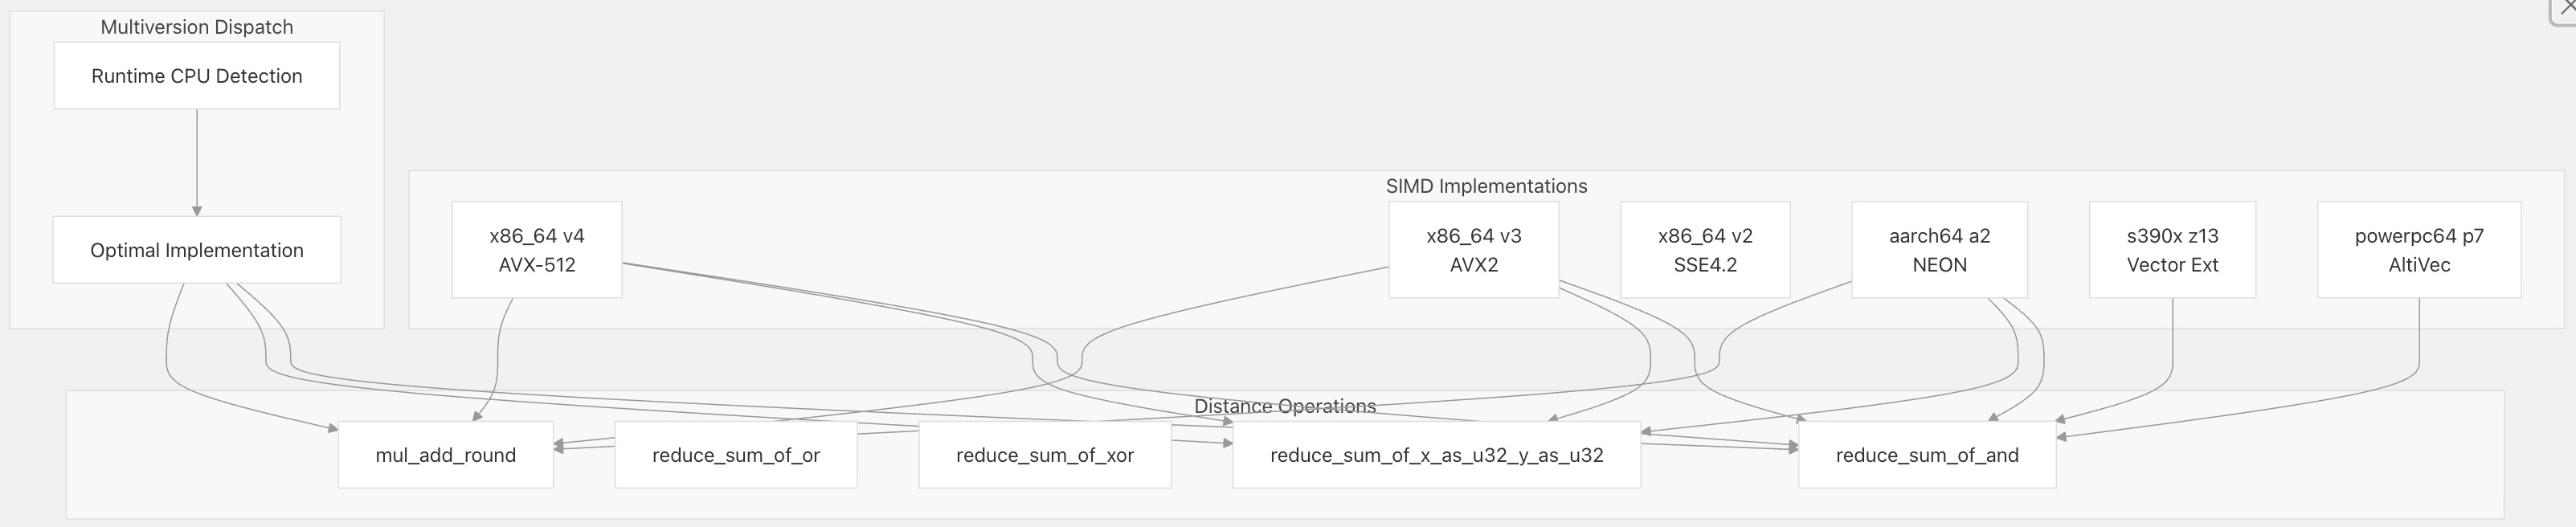 Multiversion Dispatch
Runtime CPU Detection
Optimal Implementation
SIMD Implementations
x86_64 v4
AVX-512
x86_64 v3
AVX2
x86_64 v2
SSE4.2
aarch64 a2
NEON
s390x z13
Vector Ext
powerpc64 p7
AltiVec
Distance Operations
mul_add_round
reduce_sum_of_or
reduce_sum_of_xor
reduce_sum_of_x_as_u32_y_as_u32
reduce_sum_of_and